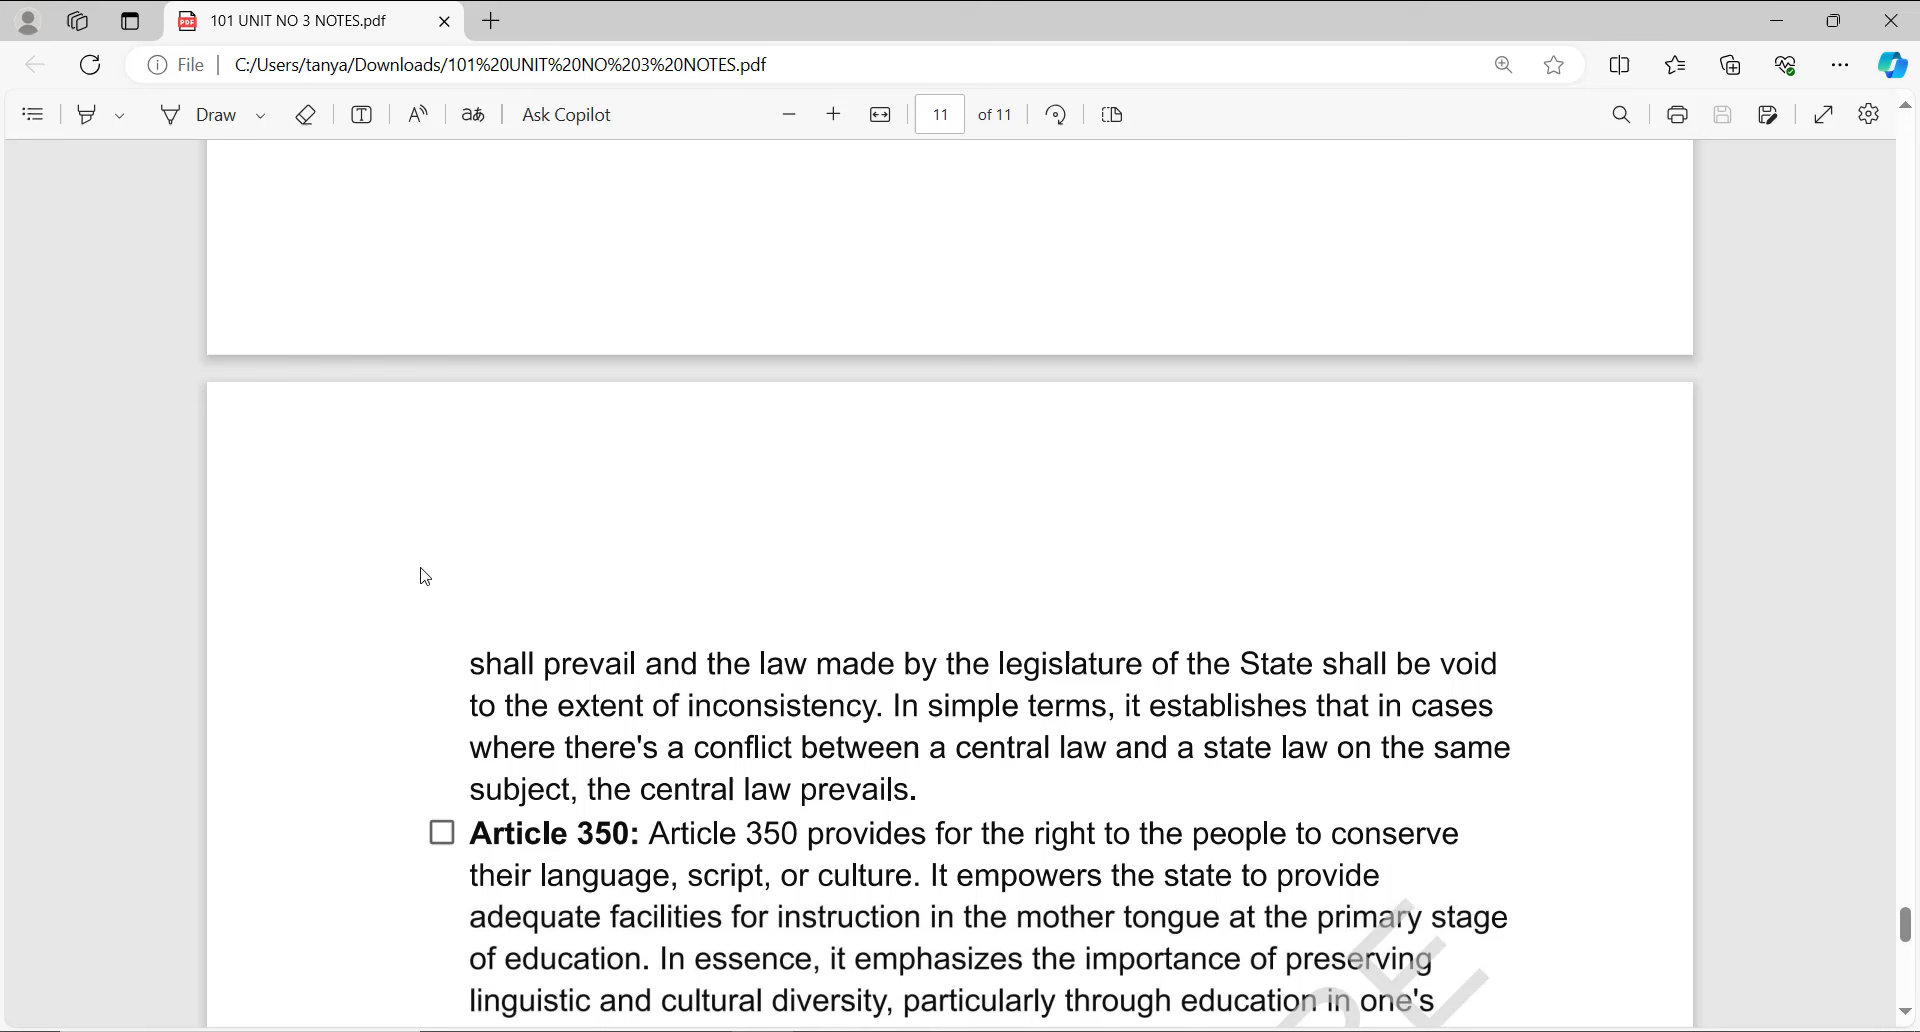 101 UNIT NO 3 NOTES.pdf
File
C:/Users/tanya/Downloads/101%20UNIT%20NO%203%20NOTES.pdf
Draw
aあ
Ask Copilot
11 of 11
shall prevail and the law made by the legislature of the State shall be void
to the extent of inconsistency. In simple terms, it establishes that in cases
where there's a conflict between a central law and a state law on the same
subject, the central law prevails.
Article 350: Article 350 provides for the right to the people to conserve
their language, script, or culture. It empowers the state to provide
adequate facilities for instruction in the mother tongue at the primary stage
of education. In essence, it emphasizes the importance of preserving
linguistic and cultural diversity, particularly through education in one's